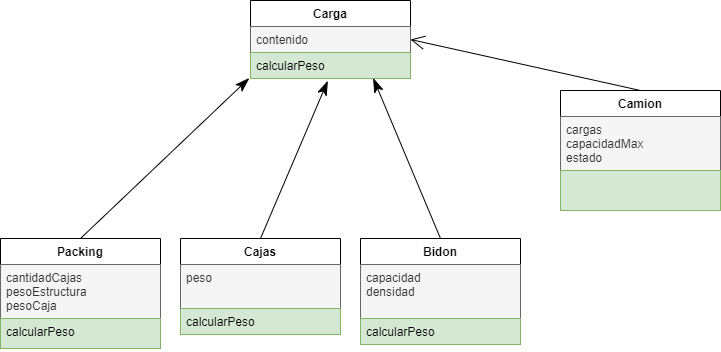 Carga
contenido
calcularPeso
Camion
cargas
capacidadMax
estado
Packing
cantidadCajas
pesoEstructura
pesoCaja
calcularPeso
Cajas
peso
calcularPeso
Bidon
capacidad
densidad
calcularPeso